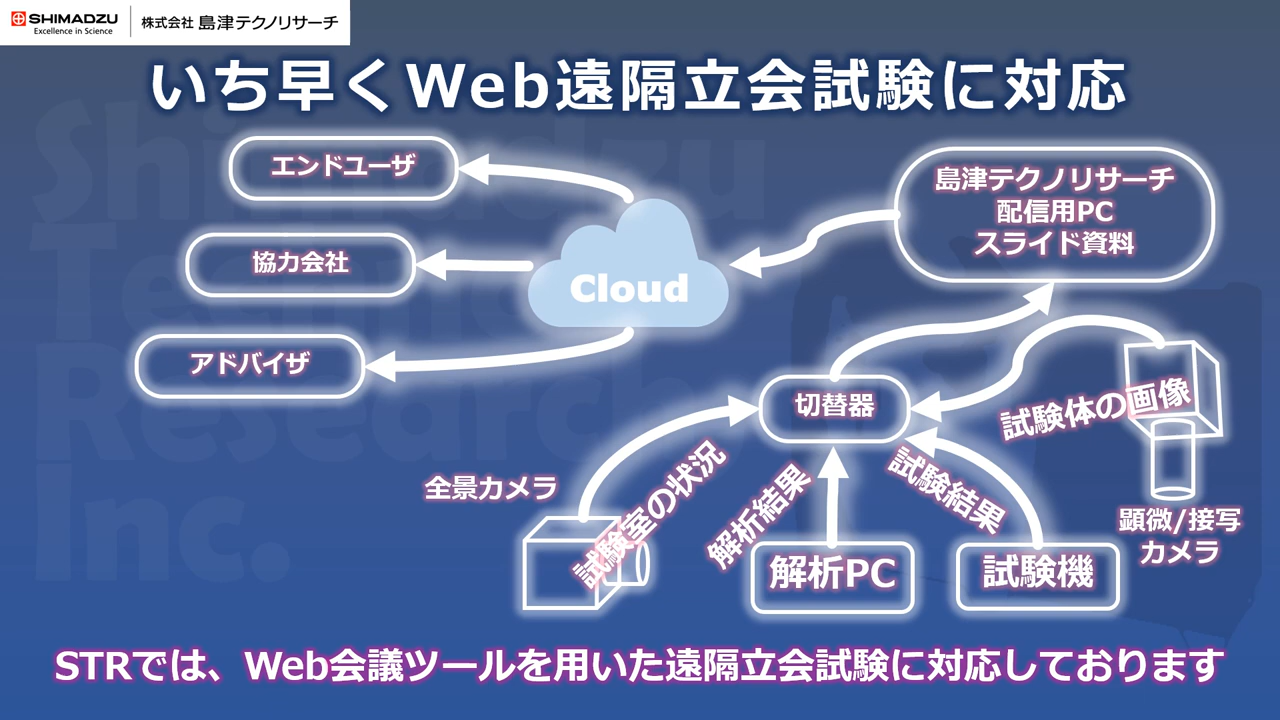 SHIMADZU
Excellence in Science
株式会社 島津テクノリサーチ
いち早くWeb遠隔立会試験に対応
Shimadzu
Techno
Research
Inc.
エンドユーザ
協力会社
アドバイザ
Cloud
島津テクノリサーチ
配信用PC
スライド資料
切替器
試験体の画像
全景カメラ
試験室の状況
解析結果
試験結果
顕微/接写
カメラ
解析PC
試験機
STRでは、Web会議ツールを用いた遠隔立会試験に対応しております